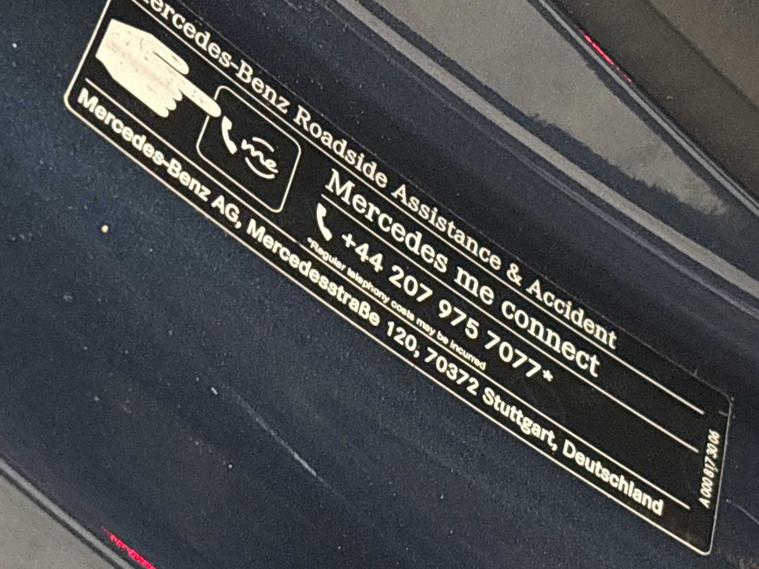 Mercedes-Benz Roadside Assistance & Accident
me
Mercedes me connect
+44 207 975 7077*
*Regular telephony costs may be incurred
Mercedes-Benz AG, Mercedesstraße 120, 70372 Stuttgart, Deutschland
A 000 817 30 06